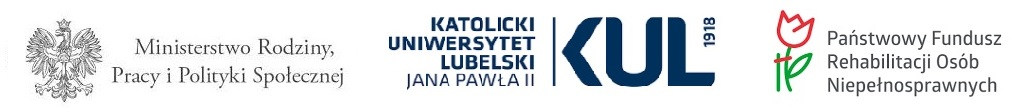 Ministerstwo Rodziny,
Pracy i Polityki Społecznej
KATOLICKI
UNIWERSYTET
LUBELSKI
JANA PAWŁA II
KUL
1918
Państwowy Fundusz
Rehabilitacji Osób
Niepełnosprawnych